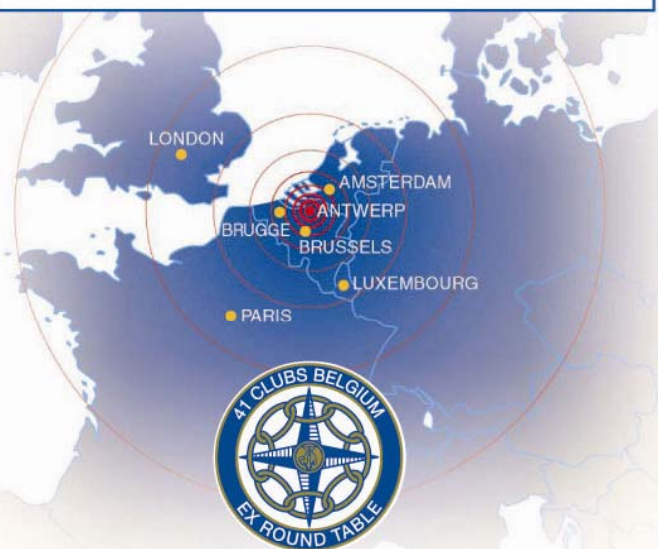 LONDON
AMSTERDAM
ANTWERP
BRUGGE
BRUSSELS
LUXEMBOURG
PARIS
41 CLUBS BELGIUM
EX ROUND TABLE